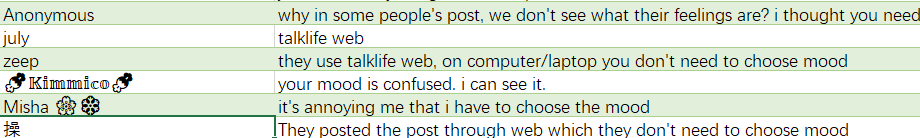 Anonymous why in some people's post, we don't see what their feelings are? i thought you need
july talklife web
zeep they use talklife web, on computer/laptop you don't need to choose mood
𝕂𝕚𝕞𝕞𝕚𝕔𝕠 your mood is confused. i can see it.
Misha 🏵❆ it's annoying me that i have to choose the mood
操 They posted the post through web which they don't need to choose mood